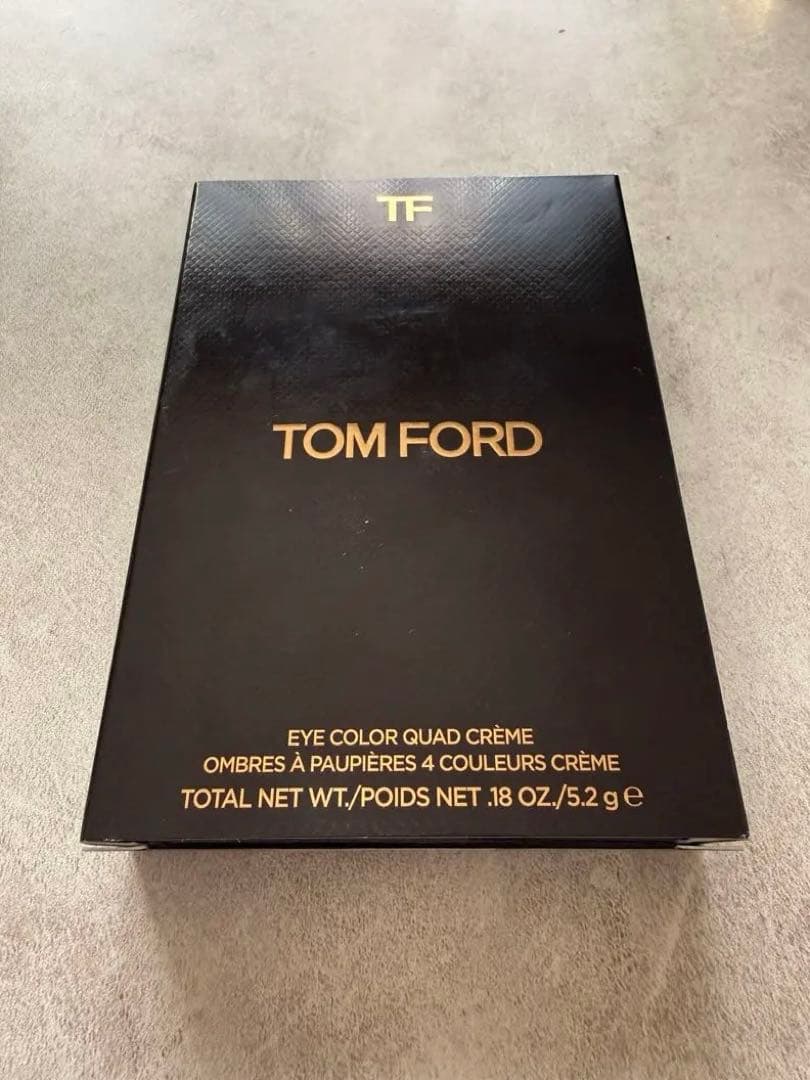 TF
TOM FORD
EYE COLOR QUAD CRÈME
OMBRES À PAUPIÈRES 4 COULEURS CRÈME
TOTAL NET WT./POIDS NET .18 OZ./5.2 g ℮